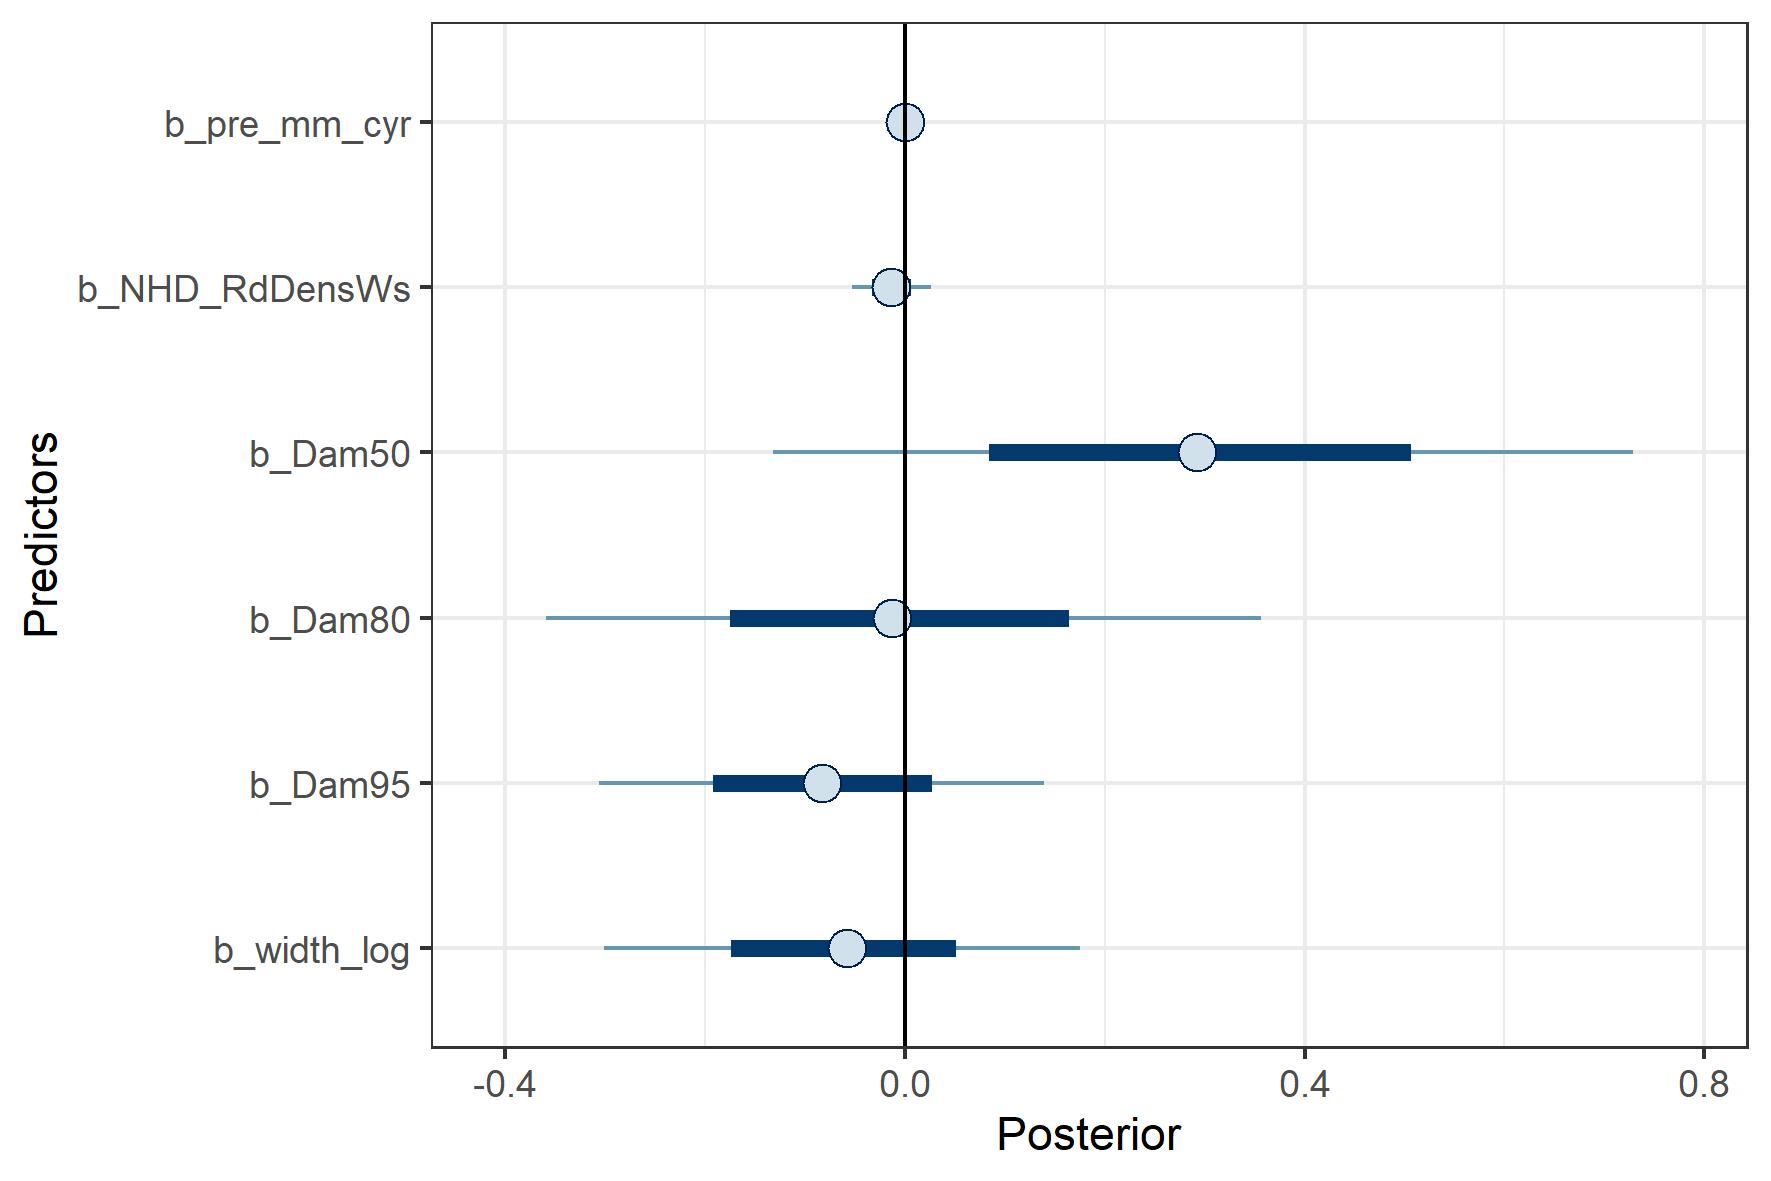 b_pre_mm_cyr
b_NHD_RdDensWs
b_Dam50
b_Dam80
b_Dam95
b_width_log
Predictors
-0.4 0.0 0.4 0.8
Posterior